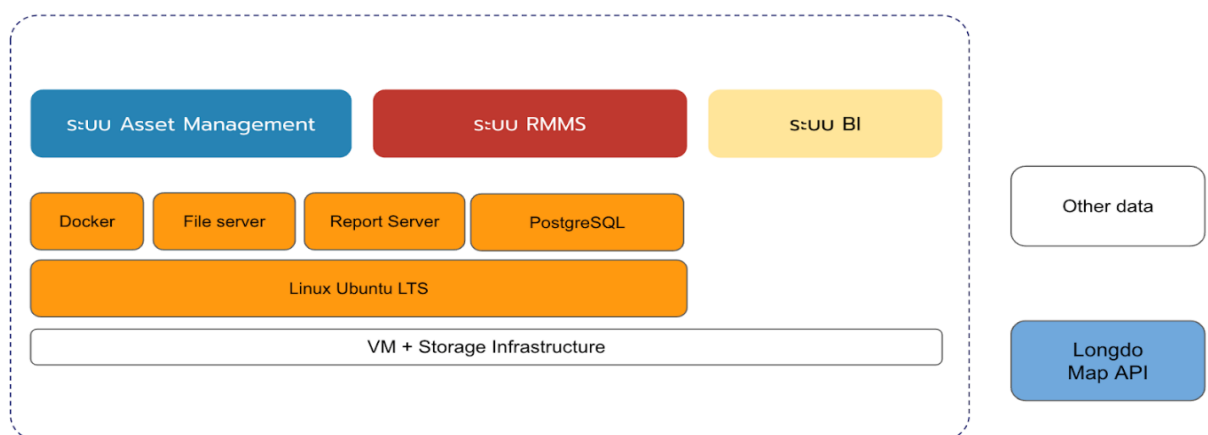 ระบบ Asset Management
ระบบ RMMS
ระบบ BI
Docker
File server
Report Server
PostgreSQL
Linux Ubuntu LTS
VM + Storage Infrastructure
Other data
Longdo
Map API